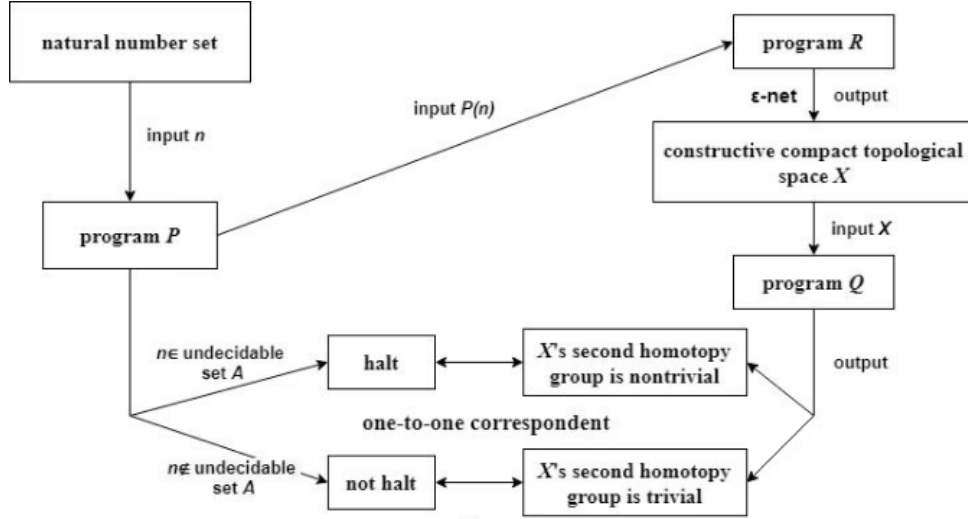 natural number set
program R
input P(n)
ε-net
output
input n
constructive compact topological
space X
input X
program P
program Q
n∈ undecidable
set A
halt
X's second homotopy
group is nontrivial
output
one-to-one correspondent
n∉ undecidable
set A
not halt
X's second homotopy
group is trivial